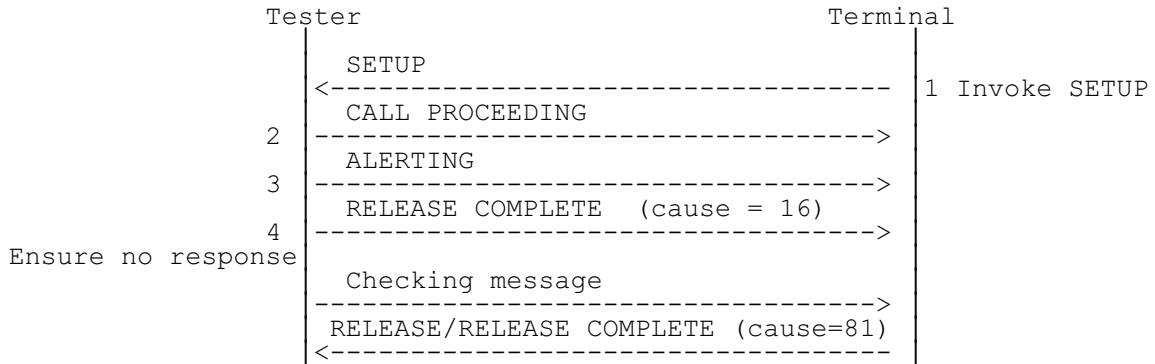 Tester Terminal
SETUP
1 Invoke SETUP
CALL PROCEEDING
2
ALERTING
3
RELEASE COMPLETE (cause = 16)
4
Ensure no response
Checking message
RELEASE/RELEASE COMPLETE (cause=81)